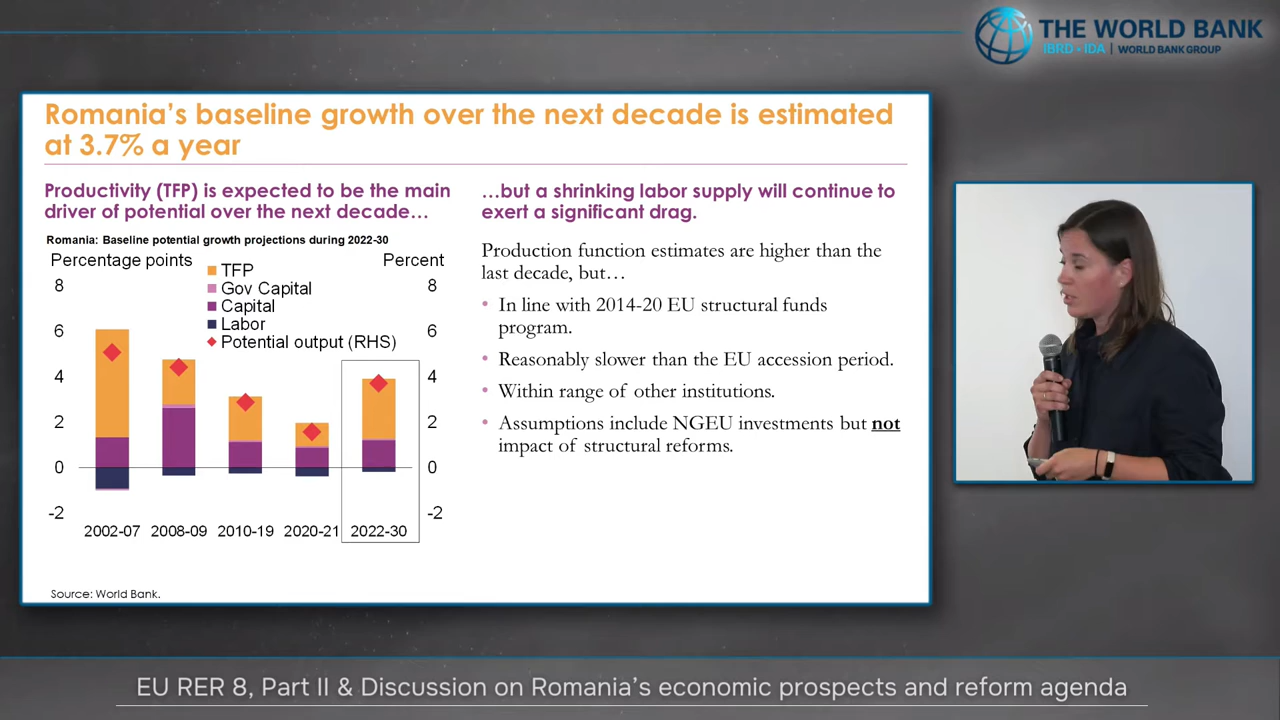 THE WORLD BANK
IBRD • IDA | WORLD BANK GROUP
Romania’s baseline growth over the next decade is estimated
at 3.7% a year
Productivity (TFP) is expected to be the main
driver of potential over the next decade…
Romania: Baseline potential growth projections during 2022-30
Percentage points
Percent
TFP
Gov Capital
Capital
Labor
Potential output (RHS)
8
6
4
2
0
-2
8
6
4
2
0
-2
2002-07 2008-09 2010-19 2020-21 2022-30
Source: World Bank.
…but a shrinking labor supply will continue to
exert a significant drag.
Production function estimates are higher than the
last decade, but…
• In line with 2014-20 EU structural funds
program.
• Reasonably slower than the EU accession period.
• Within range of other institutions.
• Assumptions include NGEU investments but not
impact of structural reforms.
EU RER 8, Part II & Discussion on Romania’s economic prospects and reform agenda